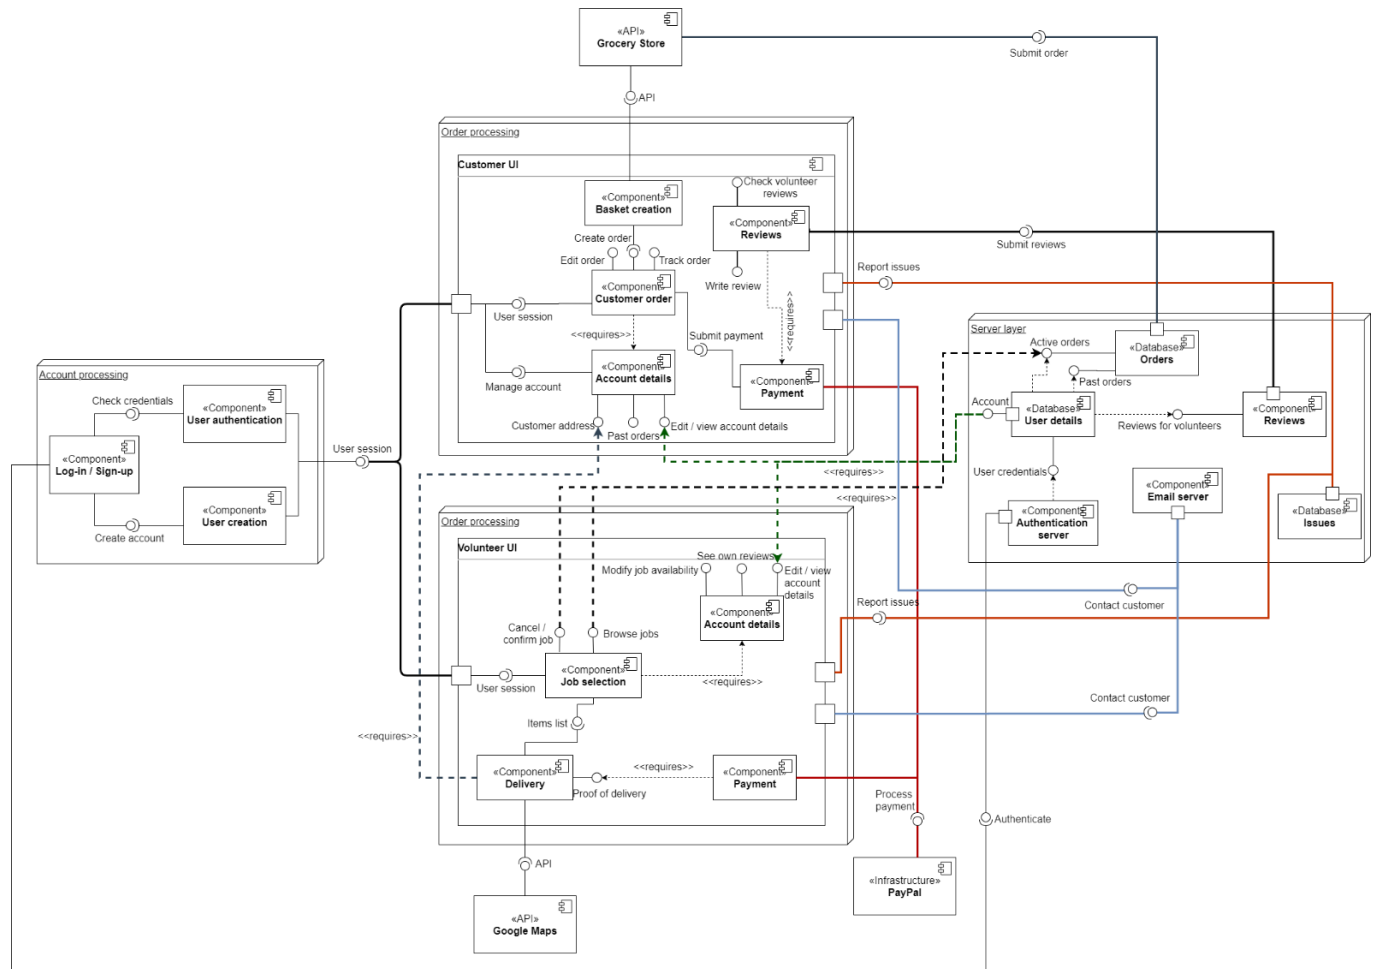 «API»
Grocery Store
Submit order
API
Order processing
Customer UI
Check volunteer
reviews
«Component»
Basket creation
«Component»
Reviews
Create order
Edit order
Track order
Write review
Submit reviews
Report issues
«Component»
Customer order
User session
<<requires>>
Submit payment
<<requires>>
Server layer
Active orders
«Database»
Orders
Past orders
Account processing
«Component»
Account details
Manage account
«Component»
Payment
Check credentials
«Component»
User authentication
Account
«Database»
User details
Reviews for volunteers
«Component»
Reviews
Customer address
Past orders
Edit / view account details
User session
«Component»
Log-in / Sign-up
<<requires>>
User credentials
«Component»
Email server
<<requires>>
«Component»
User creation
Create account
«Component»
Authentication
server
«Database»
Issues
Order processing
Volunteer UI
See own reviews
Modify job availability
Edit / view
account
details
«Component»
Account details
Report issues
Contact customer
Cancel /
confirm job
Browse jobs
«Component»
Job selection
User session
<<requires>>
Contact customer
Items list
<<requires>>
«Component»
Delivery
<<requires>>
Proof of delivery
«Component»
Payment
Process
payment
Authenticate
API
«Infrastructure»
PayPal
«API»
Google Maps